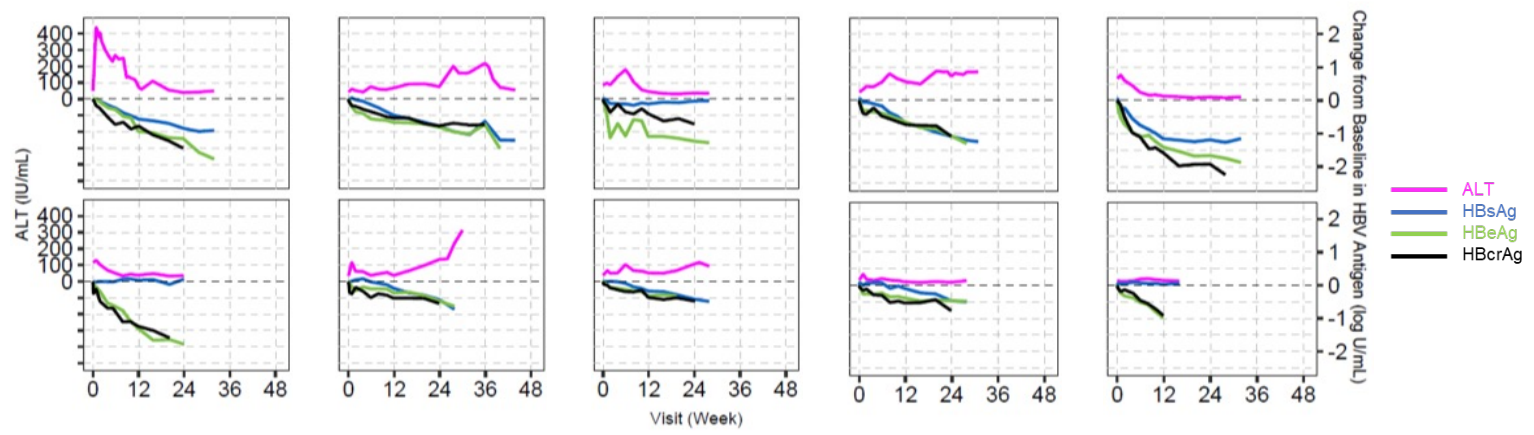 400
300
200
100
0
400
300
200
100
0
ALT (IU/mL)
2
1
0
-1
-2
2
1
0
-1
-2
Change from Baseline in HBV Antigen (log U/mL)
0 12 24 36 48 0 12 24 36 48 0 12 24 36 48 0 12 24 36 48 0 12 24 36 48
Visit (Week)
ALT
HBsAg
HBeAg
HBcrAg